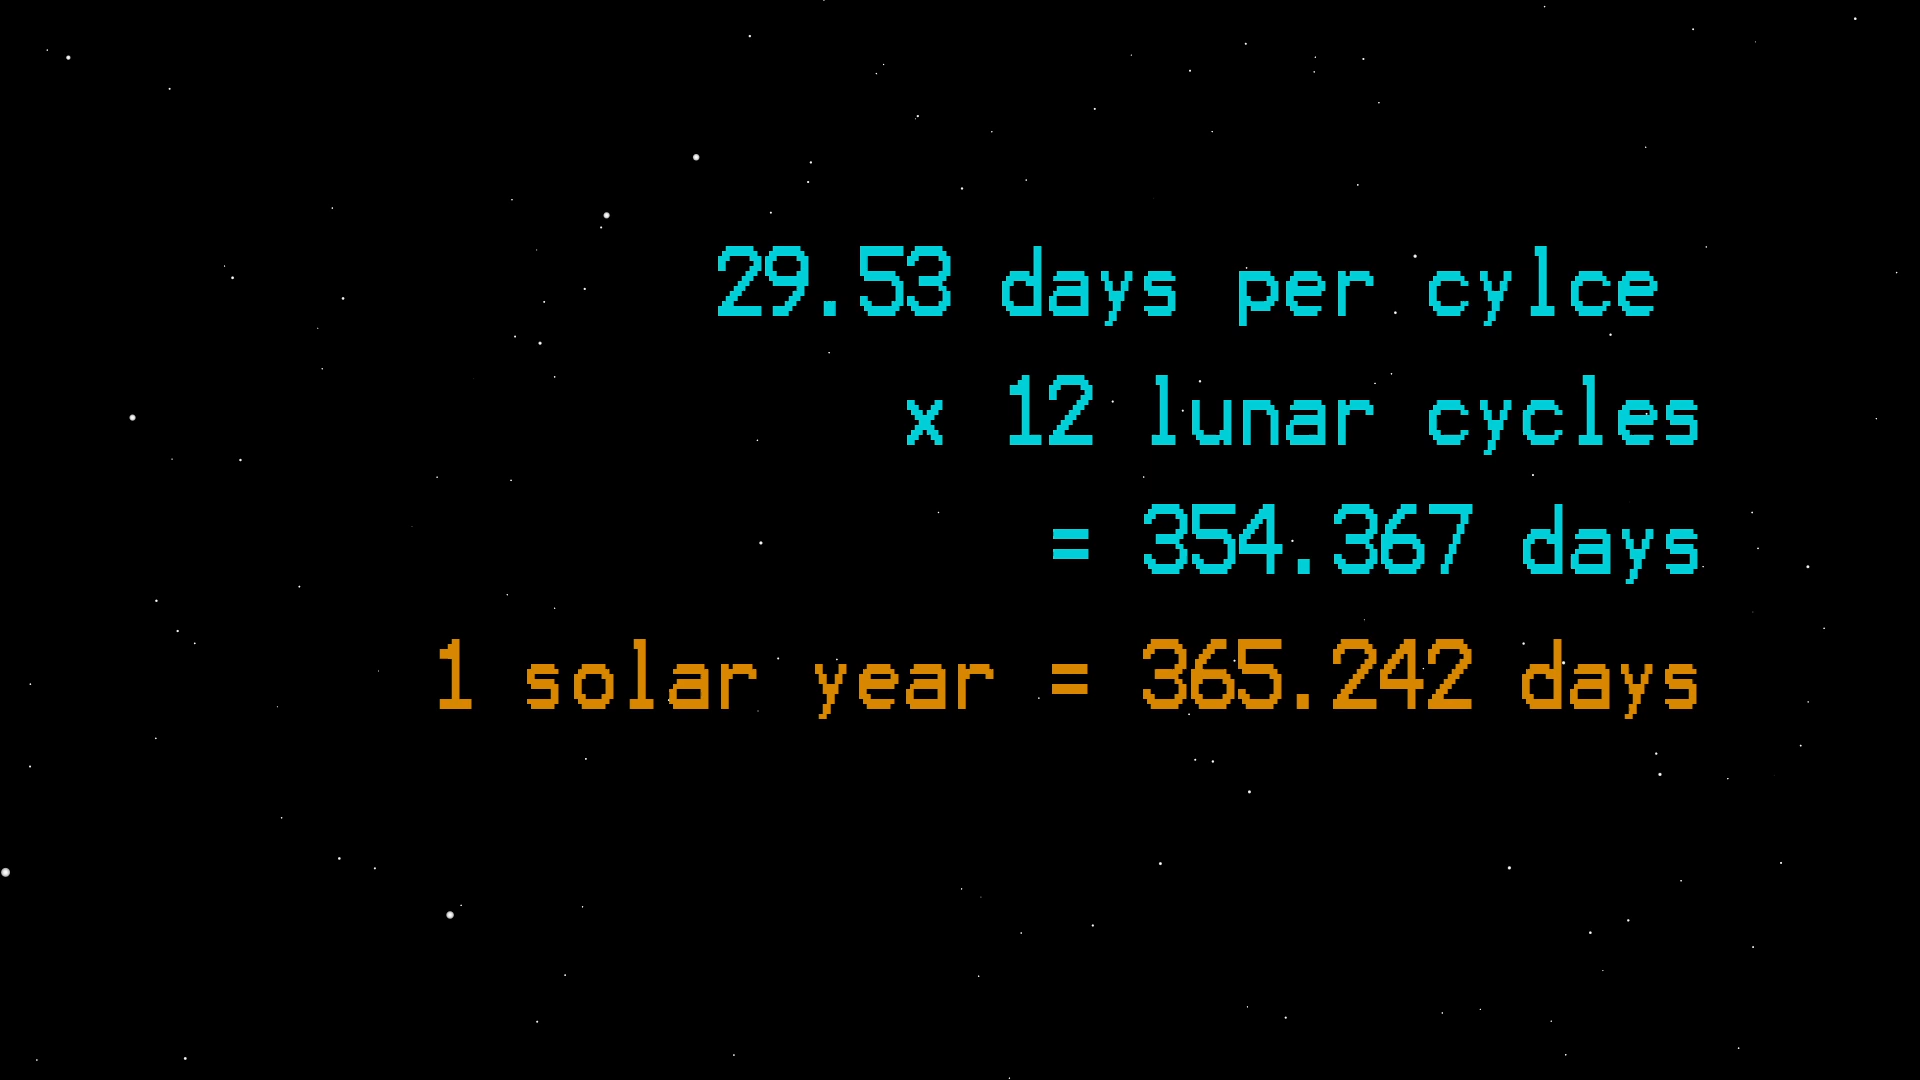 29.53 days per cylce
x 12 lunar cycles
= 354.367 days
1 solar year = 365.242 days